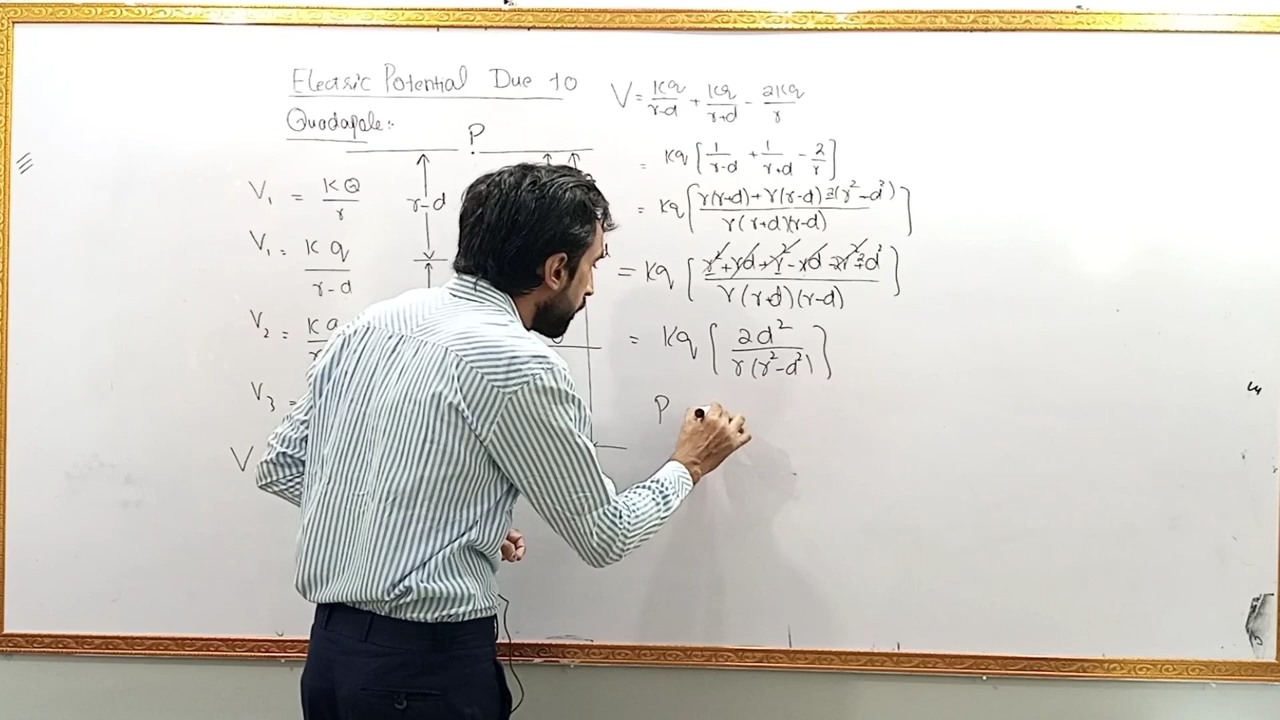 Electric Potential Due to
Quadapole:-
P
r-d
V₁ = KQ/r
V₁ = Kq/(r-d)
V₂ =
V₃ =
V
V = Kq/(r-d) + Kq/(r+d) - 2Kq/r
= Kq[1/(r-d) + 1/(r+d) - 2/r]
= Kq[(r(r+d) + r(r-d) - 2(r²-d²))/(r(r+d)(r-d))]
= Kq[(r²+rd+r²-rd-2r²+2d²)/(r(r+d)(r-d))]
= Kq[2d²/(r(r²-d²))]
P